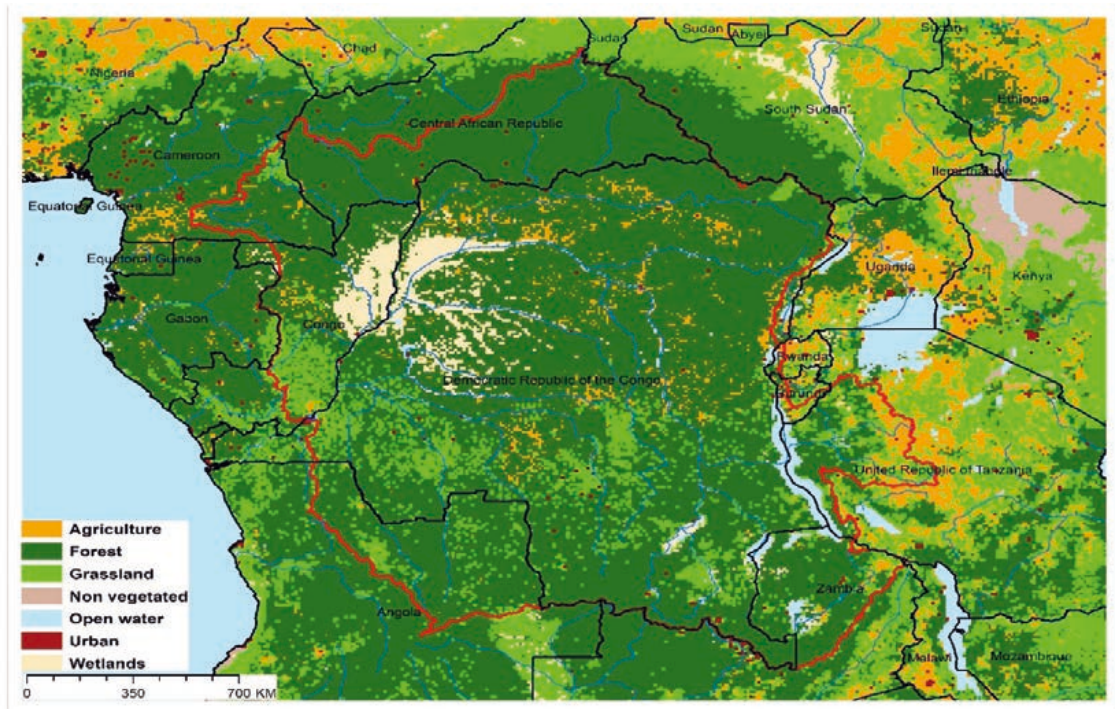 Sudan
Sudan
Abyei
Sudan
Chad
Nigeria
Ethiopia
South Sudan
Central African Republic
Cameroon
Equatorial Guinea
Uganda
Equatorial Guinea
Kenya
Gabon
Congo
Rwanda
Democratic Republic of the Congo
Burundi
United Republic of Tanzania
Zambia
Angola
Malawi
Mozambique
Agriculture
Forest
Grassland
Non vegetated
Open water
Urban
Wetlands
0 350 700 KM